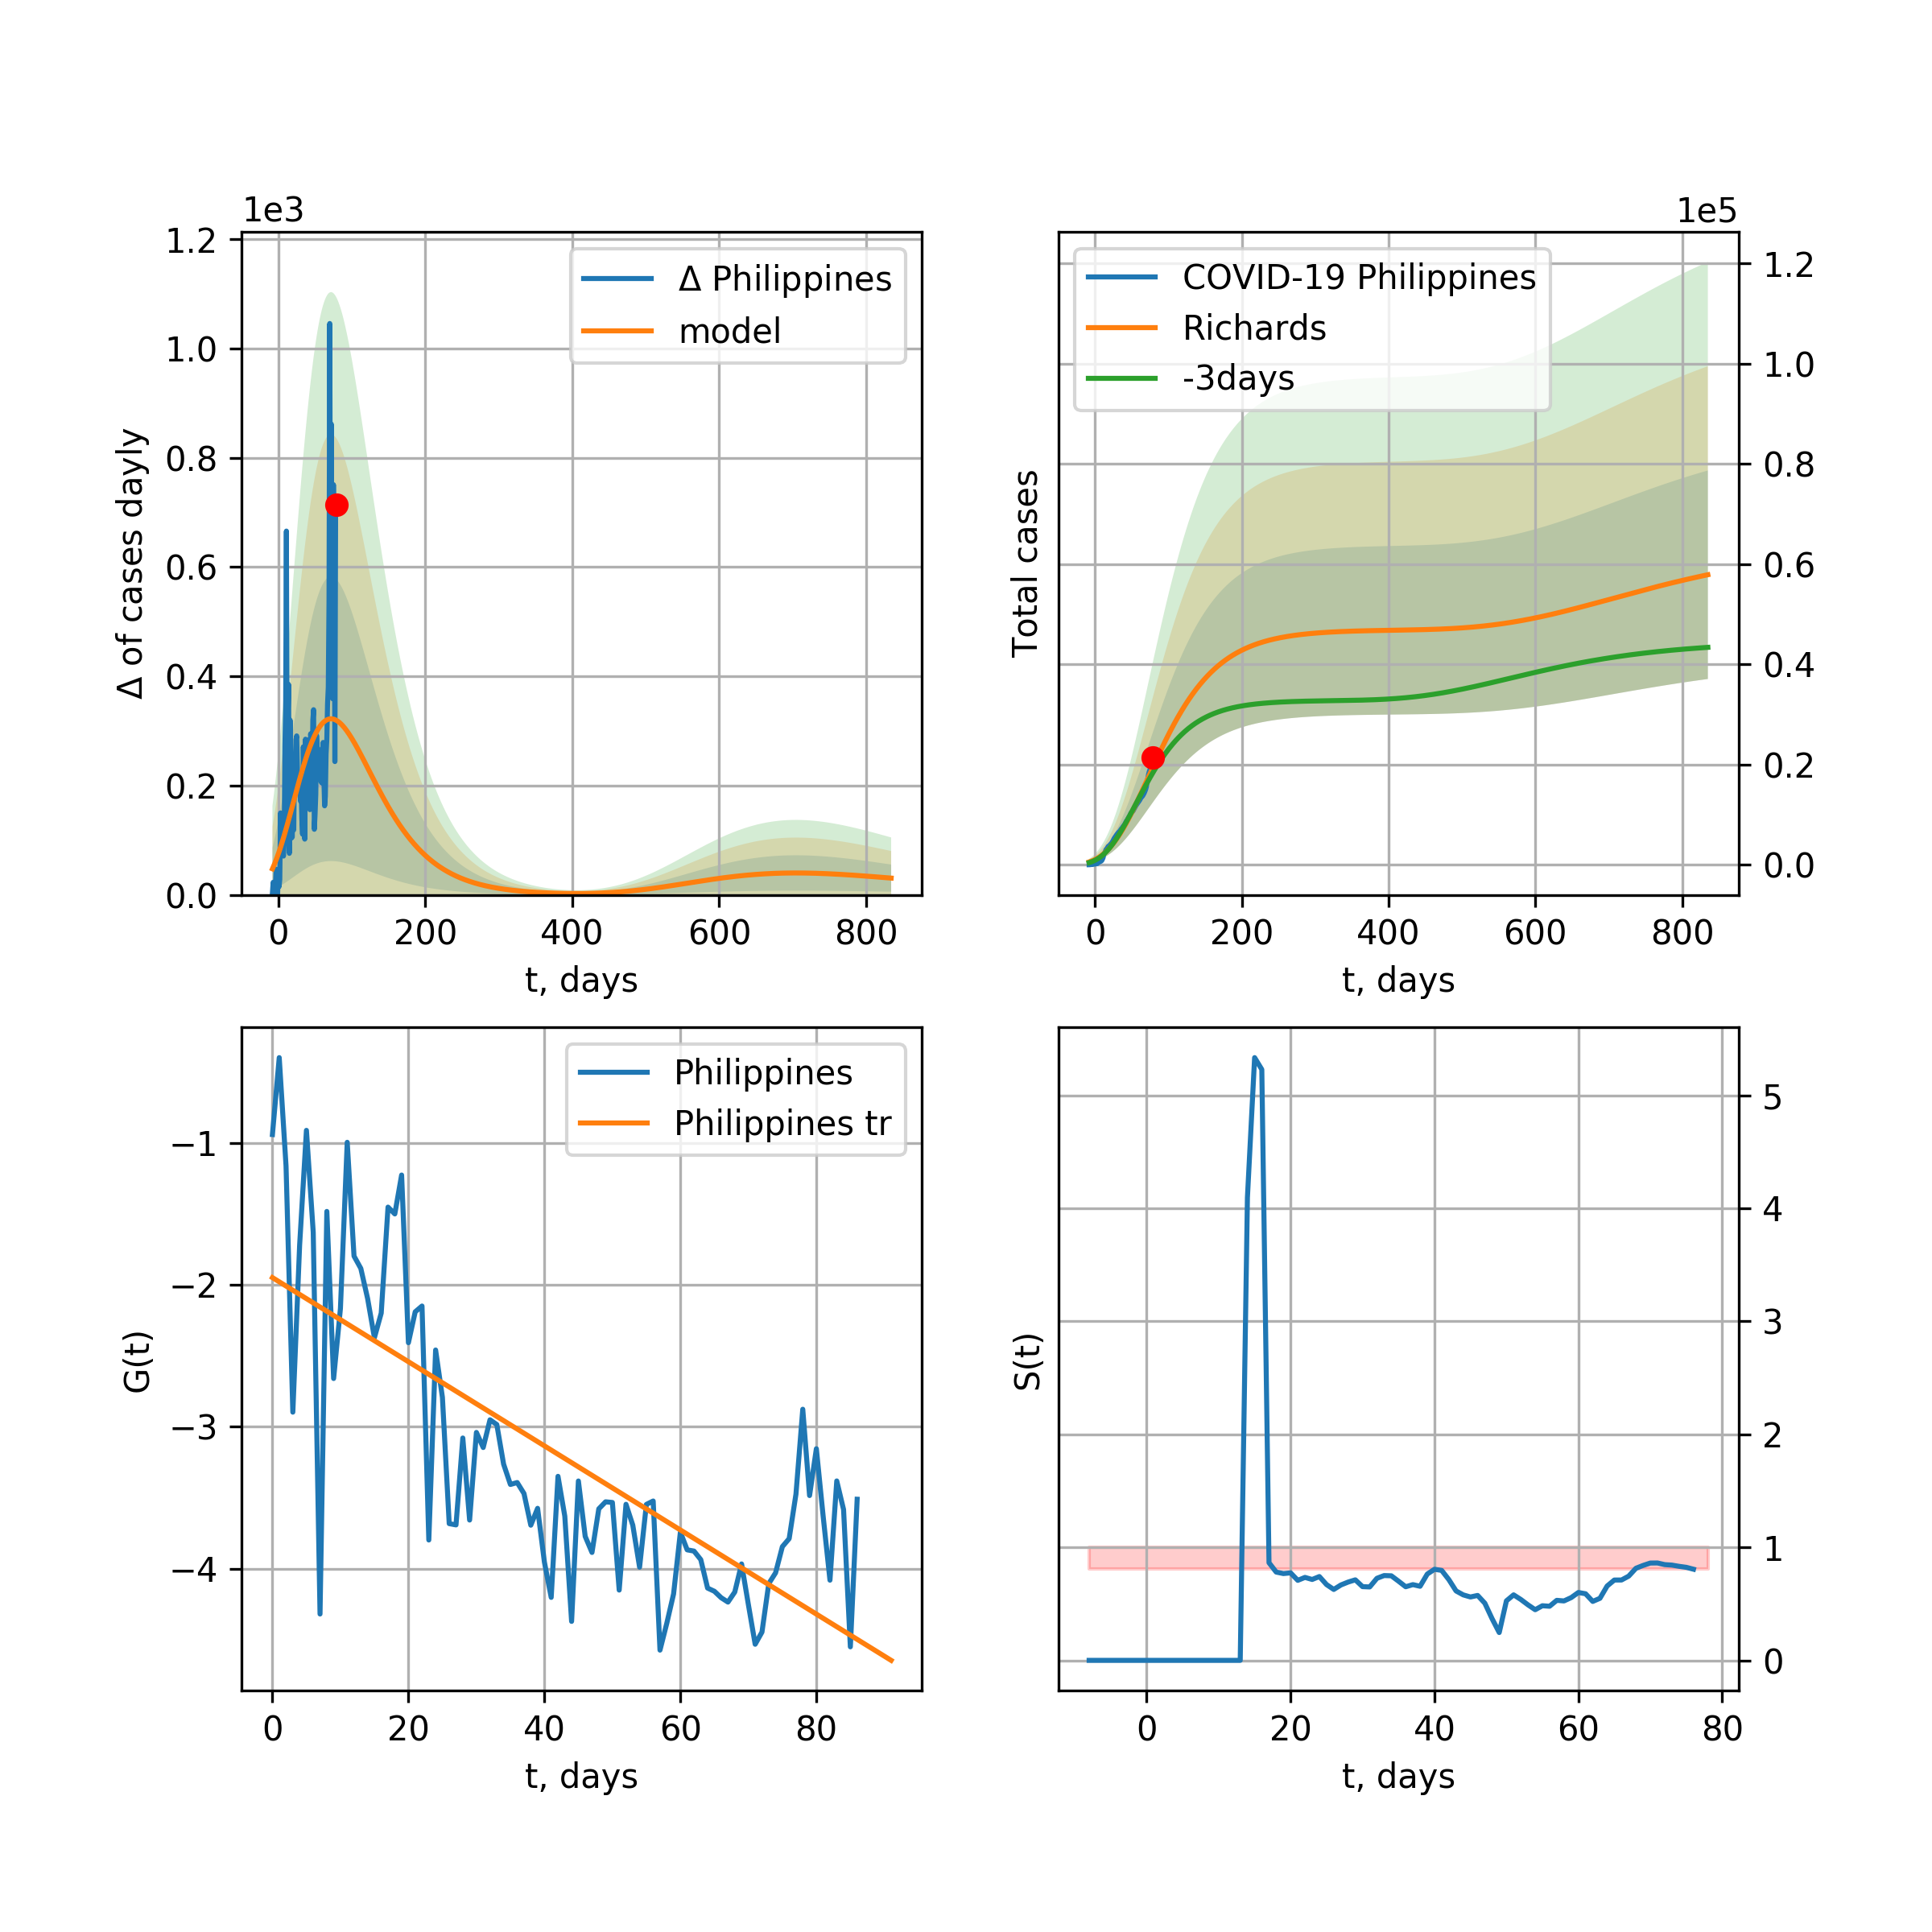 1e3
Δ of cases dayly
1.2
1.0
0.8
0.6
0.4
0.2
0.0
Δ Philippines
model
0 200 400 600 800
t, days
1e5
Total cases
COVID-19 Philippines
Richards
-3days
1.2
1.0
0.8
0.6
0.4
0.2
0.0
0 200 400 600 800
t, days
G(t)
−1
−2
−3
−4
Philippines
Philippines tr
0 20 40 60 80
t, days
S(t)
5
4
3
2
1
0
0 20 40 60 80
t, days